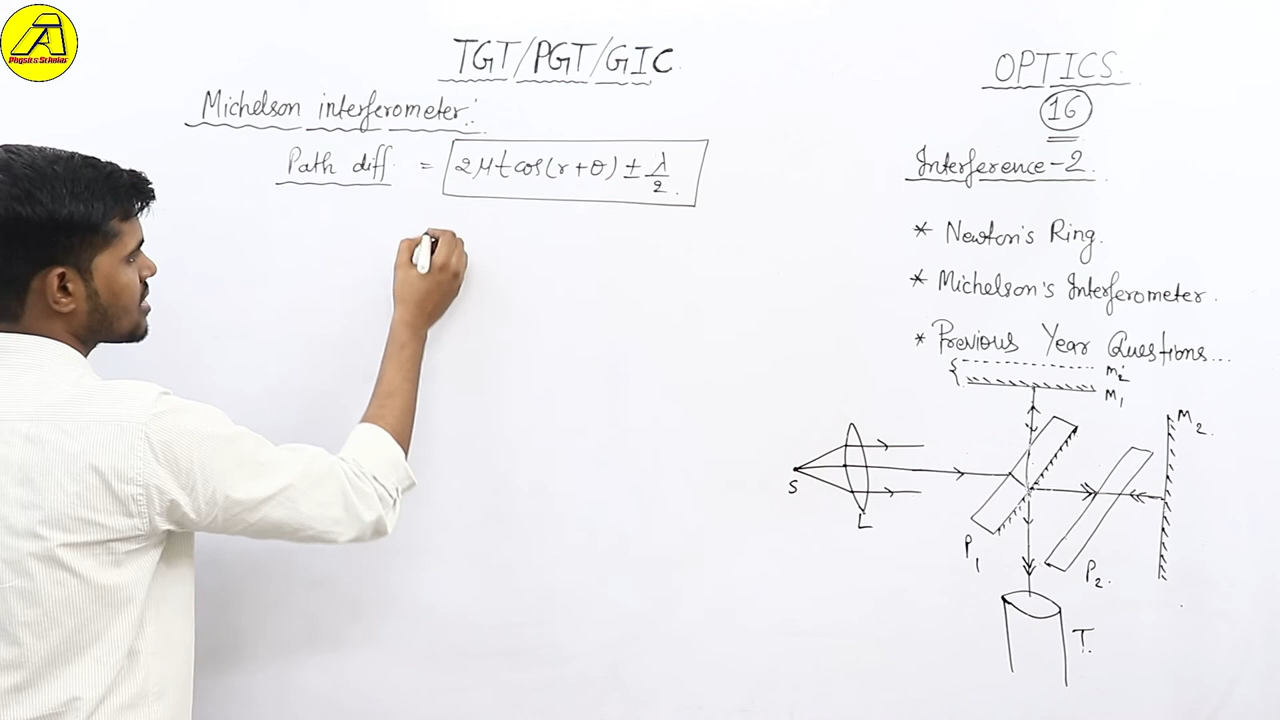 A
Physics Scholar
TGT/PGT/GIC
Michelson interferometer:
Path diff. = 2μt cos(r+θ) ± λ/2.
OPTICS.
16
Interference-2.
* Newton's Ring.
* Michelson's Interferometer.
* Previous Year Questions...
M₂'
M₁
M₂.
S
L
P₁
P₂.
T.